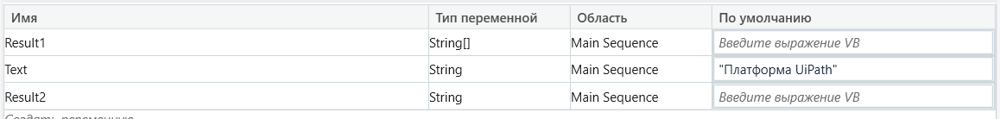 Имя Тип переменной Область По умолчанию
Result1 String[] Main Sequence Введите выражение VB
Text String Main Sequence "Платформа UiPath"
Result2 String Main Sequence Введите выражение VB
Создать переменную